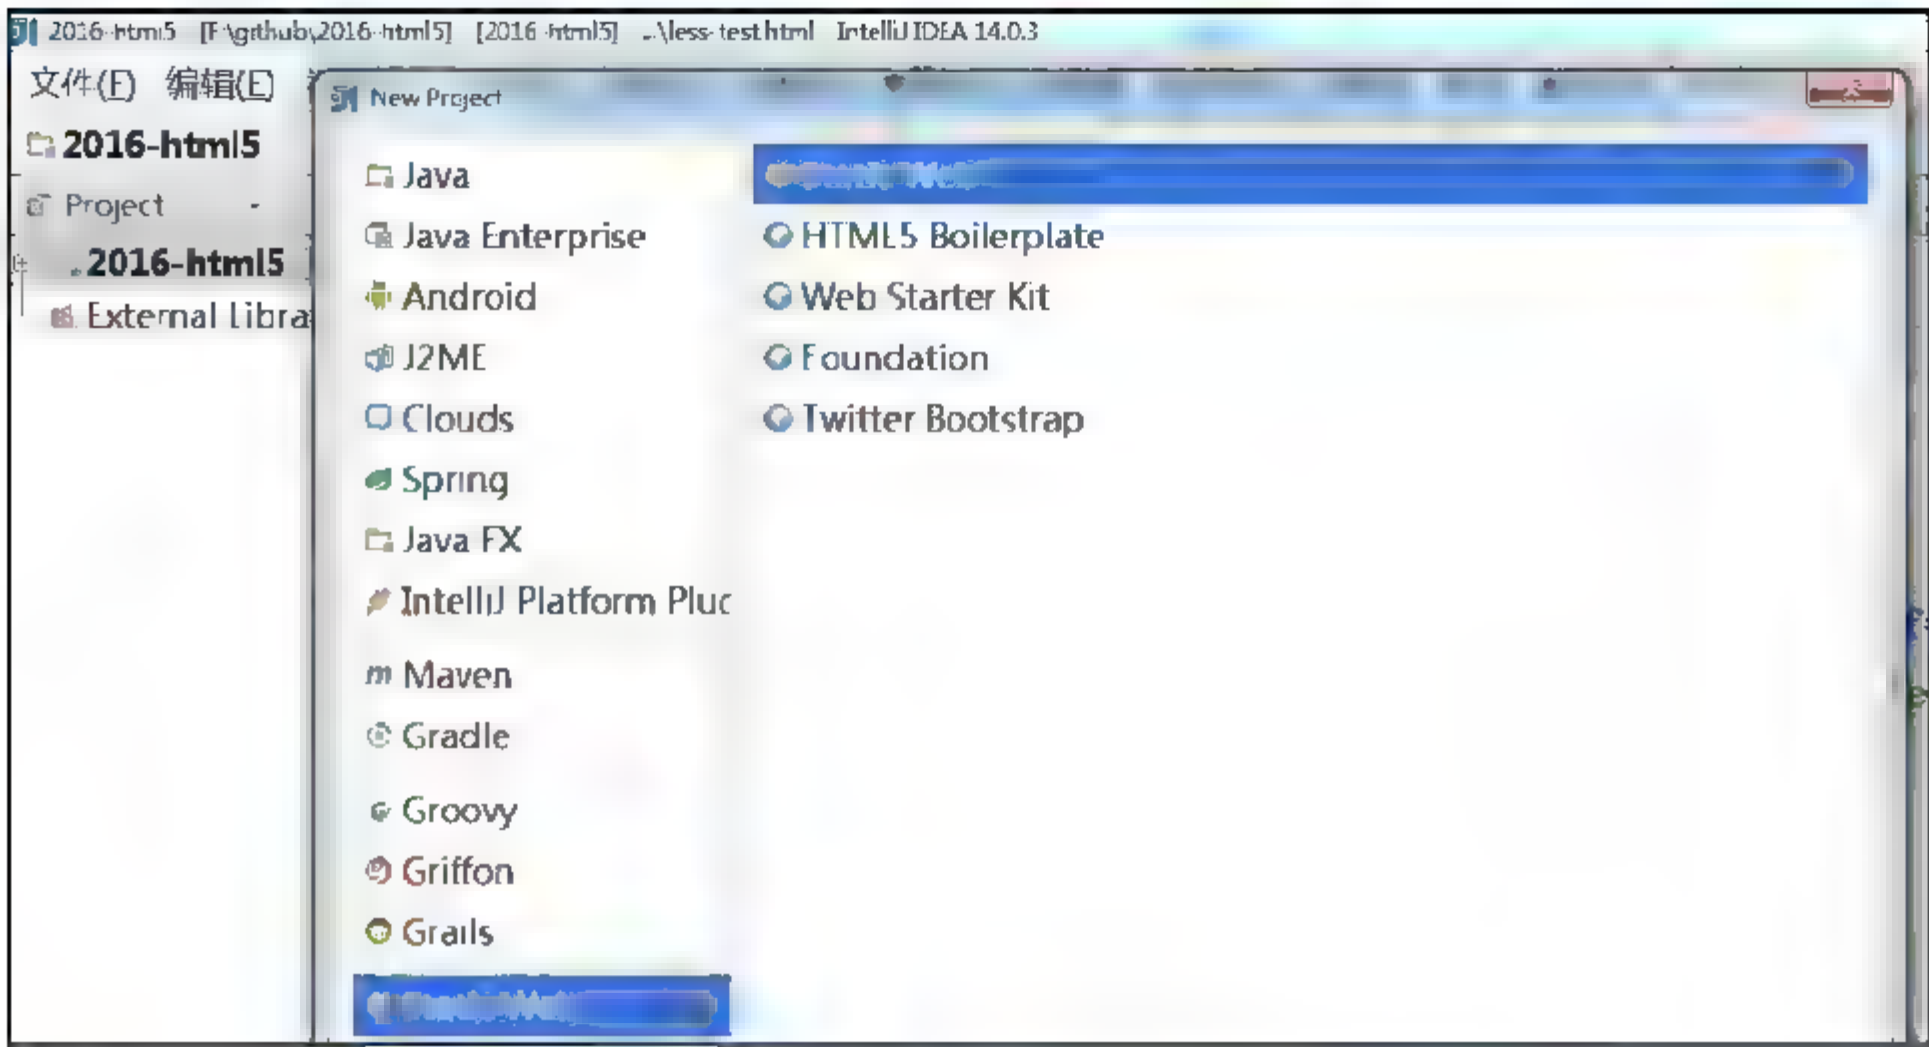 2016-html5 [F:\github\2016-html5] [2016-html5] ...\less-test.html IntelliJ IDEA 14.0.3
文件(F) 编辑(E)
New Project
2016-html5
Project
2016-html5
External Libra
Java
Java Enterprise
Android
J2ME
Clouds
Spring
Java FX
IntelliJ Platform Plug
Maven
Gradle
Groovy
Griffon
Grails
HTML5 Boilerplate
Web Starter Kit
Foundation
Twitter Bootstrap